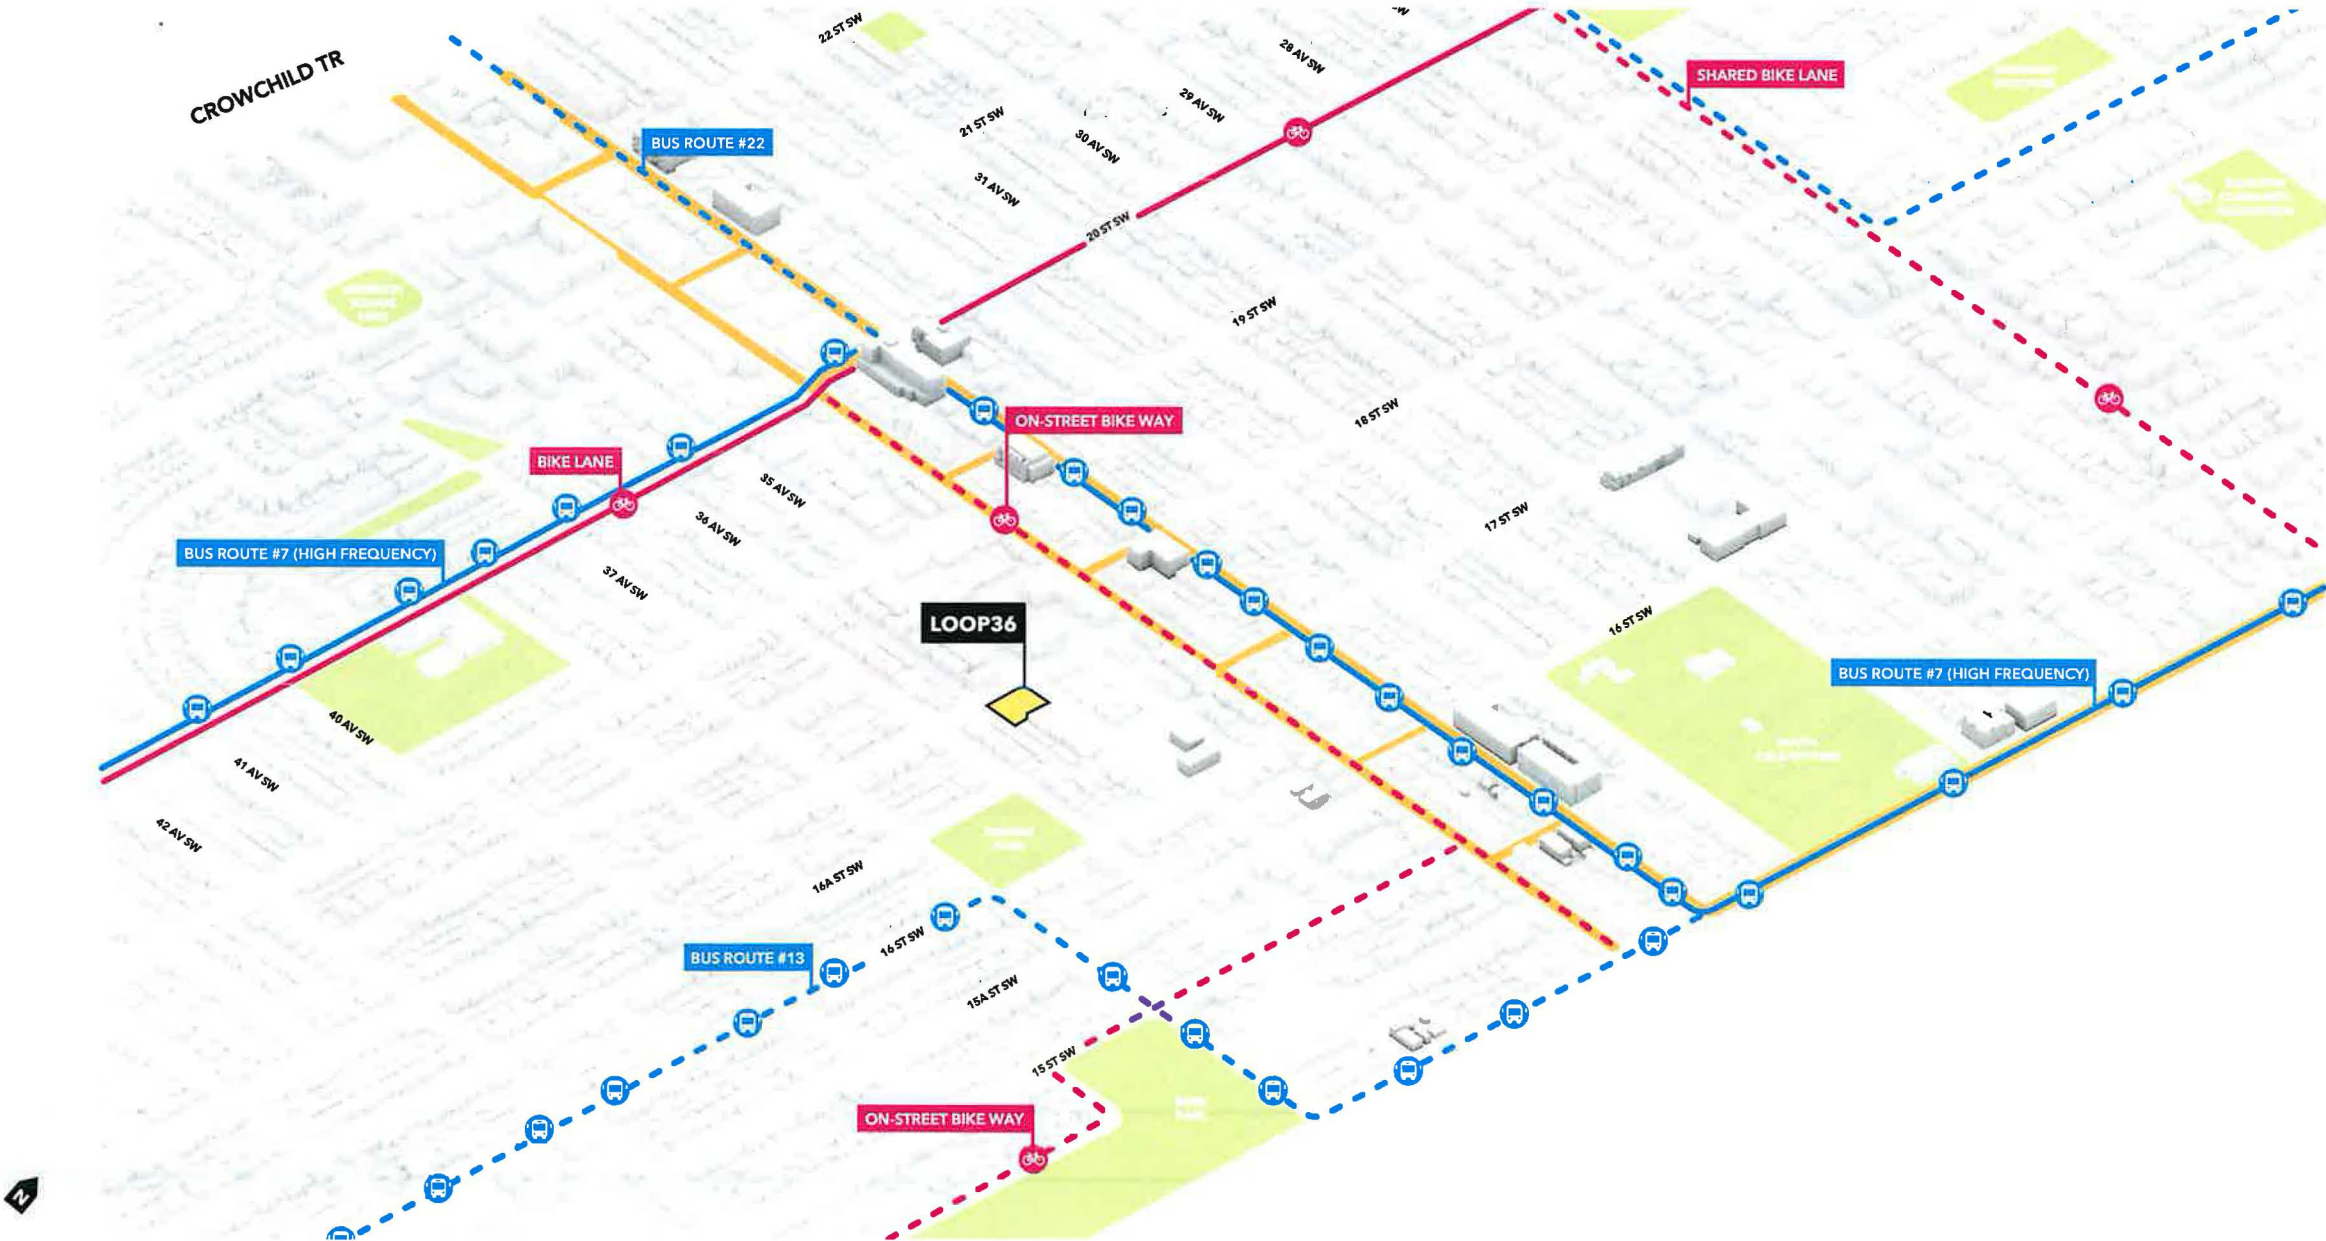 22 ST SW
28 AV SW
CROWCHILD TR
SHARED BIKE LANE
29 AV SW
21 ST SW
30 AV SW
BUS ROUTE #22
31 AV SW
20 ST SW
19 ST SW
18 ST SW
ON-STREET BIKE WAY
BIKE LANE
35 AV SW
17 ST SW
36 AV SW
BUS ROUTE #7 (HIGH FREQUENCY)
37 AV SW
LOOP36
16 ST SW
BUS ROUTE #7 (HIGH FREQUENCY)
40 AV SW
41 AV SW
42 AV SW
16A ST SW
16 ST SW
BUS ROUTE #13
15A ST SW
15 ST SW
ON-STREET BIKE WAY
N